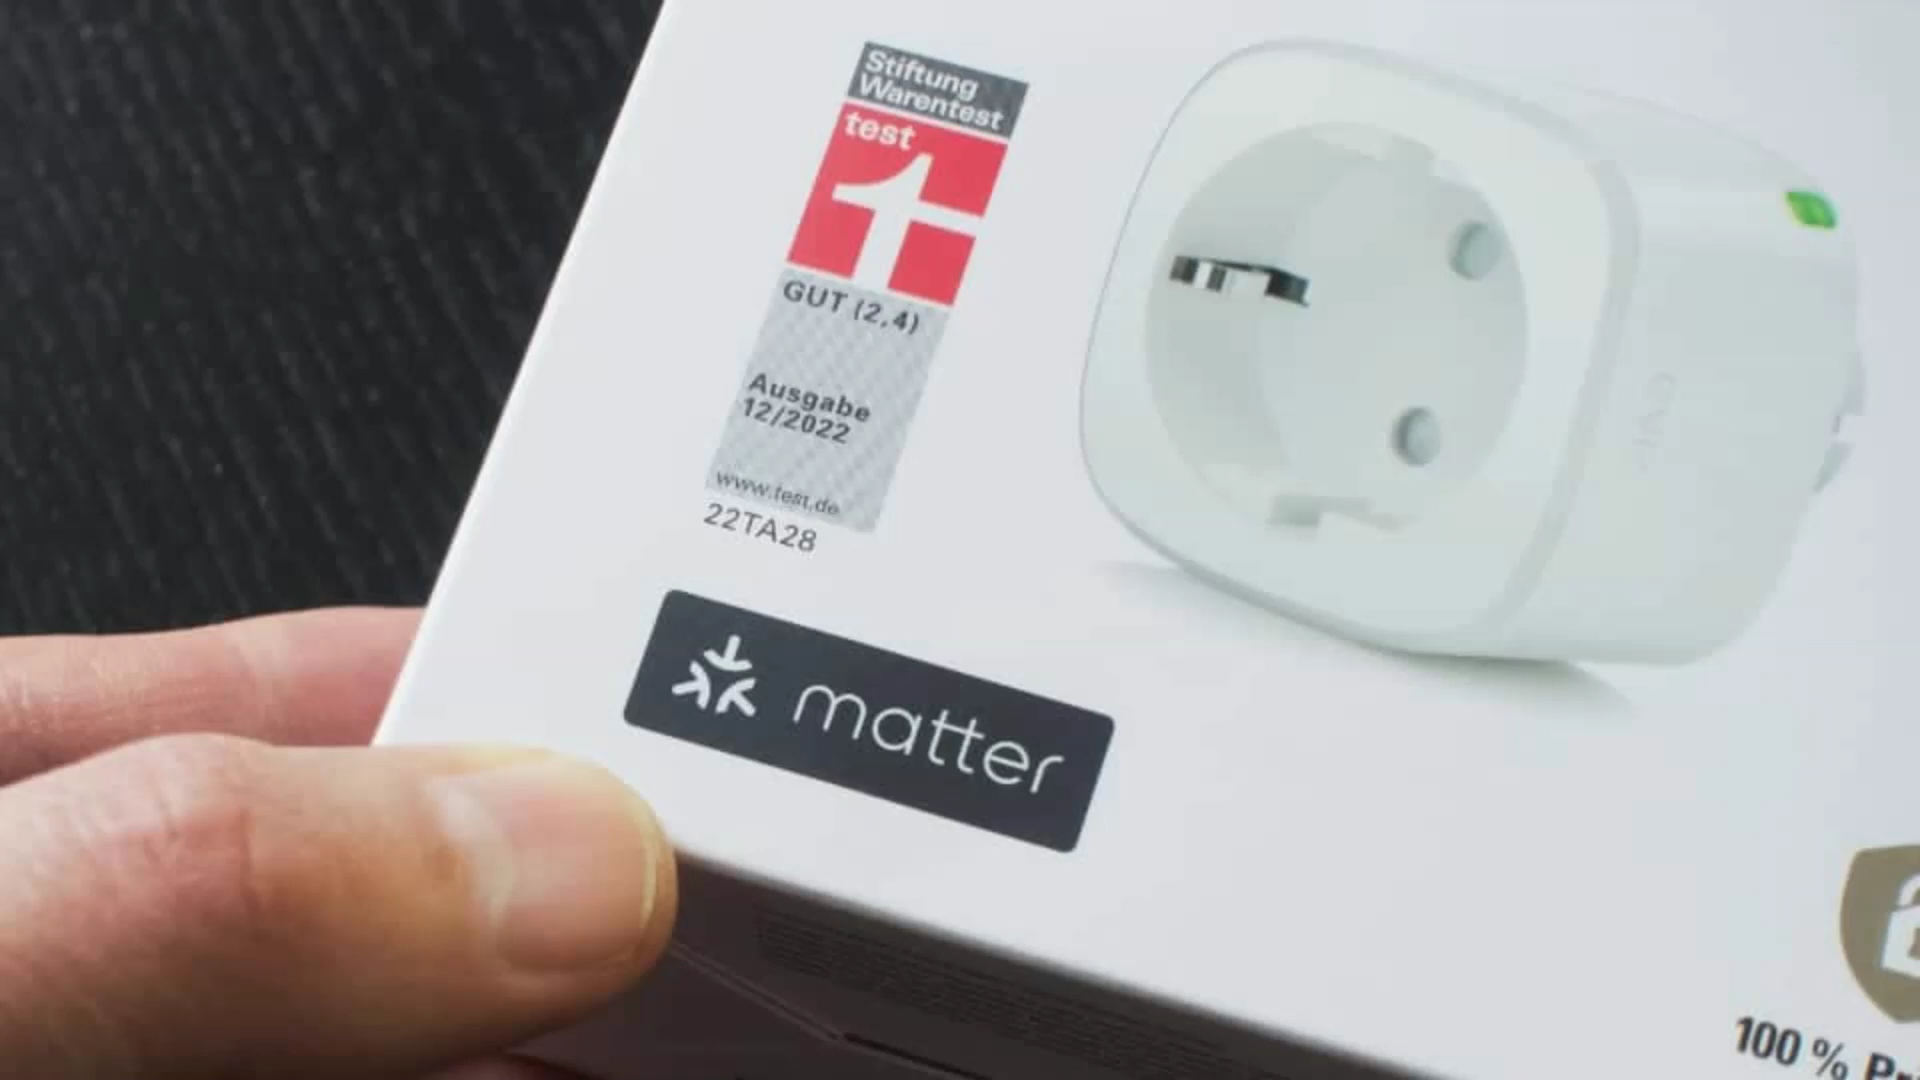 Stiftung
Warentest
test
GUT (2,4)
Ausgabe
12/2022
www.test.de
22TA28
matter
100 %